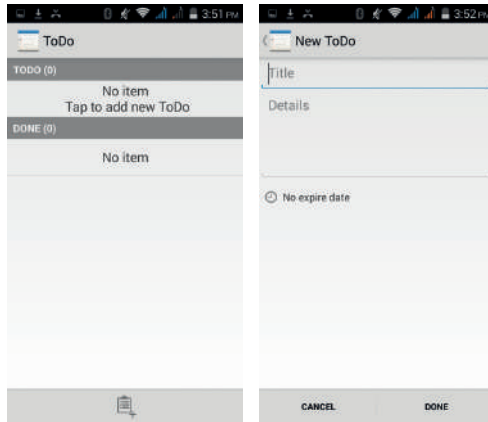 3:51 PM
ToDo
TODO (0)
No item
Tap to add new ToDo
DONE (0)
No item
3:52 PM
New ToDo
Title
Details
No expire date
CANCEL
DONE